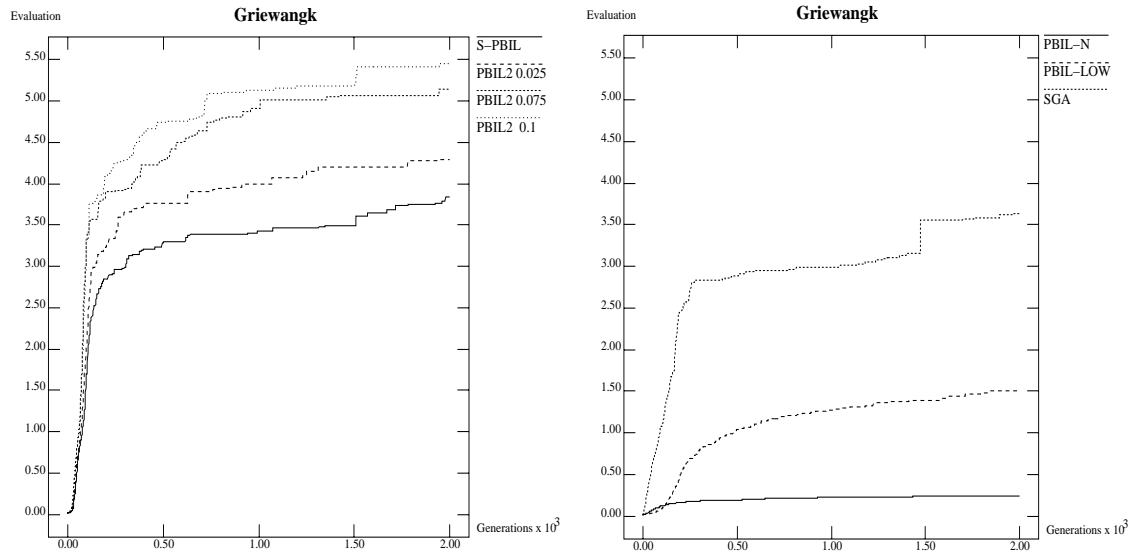 Evaluation
Griewangk
S-PBIL
PBIL2 0.025
PBIL2 0.075
PBIL2 0.1
5.50
5.00
4.50
4.00
3.50
3.00
2.50
2.00
1.50
1.00
0.50
0.00
Generations x 10^3
0.00
0.50
1.00
1.50
2.00
Evaluation
Griewangk
PBIL-N
PBIL-LOW
SGA
5.50
5.00
4.50
4.00
3.50
3.00
2.50
2.00
1.50
1.00
0.50
0.00
Generations x 10^3
0.00
0.50
1.00
1.50
2.00